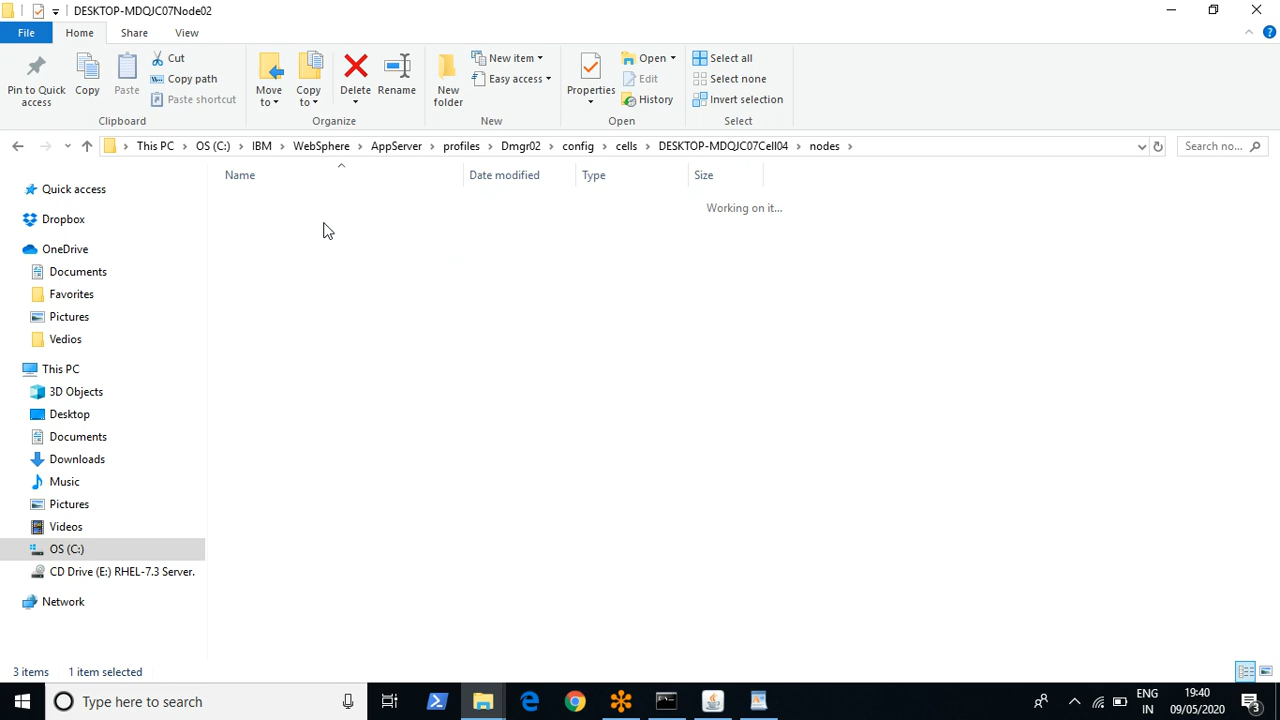 DESKTOP-MDQJC07Node02
File Home Share View
Pin to Quick access
Copy
Paste
Cut
Copy path
Paste shortcut
Clipboard
Move to
Copy to
Delete
Rename
Organize
New folder
New item
Easy access
New
Properties
Open
Edit
History
Open
Select all
Select none
Invert selection
Select
This PC OS (C:) IBM WebSphere AppServer profiles Dmgr02 config cells DESKTOP-MDQJC07Cell04 nodes
Search no...
Name Date modified Type Size
Working on it...
Quick access
Dropbox
OneDrive
Documents
Favorites
Pictures
Vedios
This PC
3D Objects
Desktop
Documents
Downloads
Music
Pictures
Videos
OS (C:)
CD Drive (E:) RHEL-7.3 Server.
Network
3 items 1 item selected
Type here to search
ENG
IN
19:40
09/05/2020
3